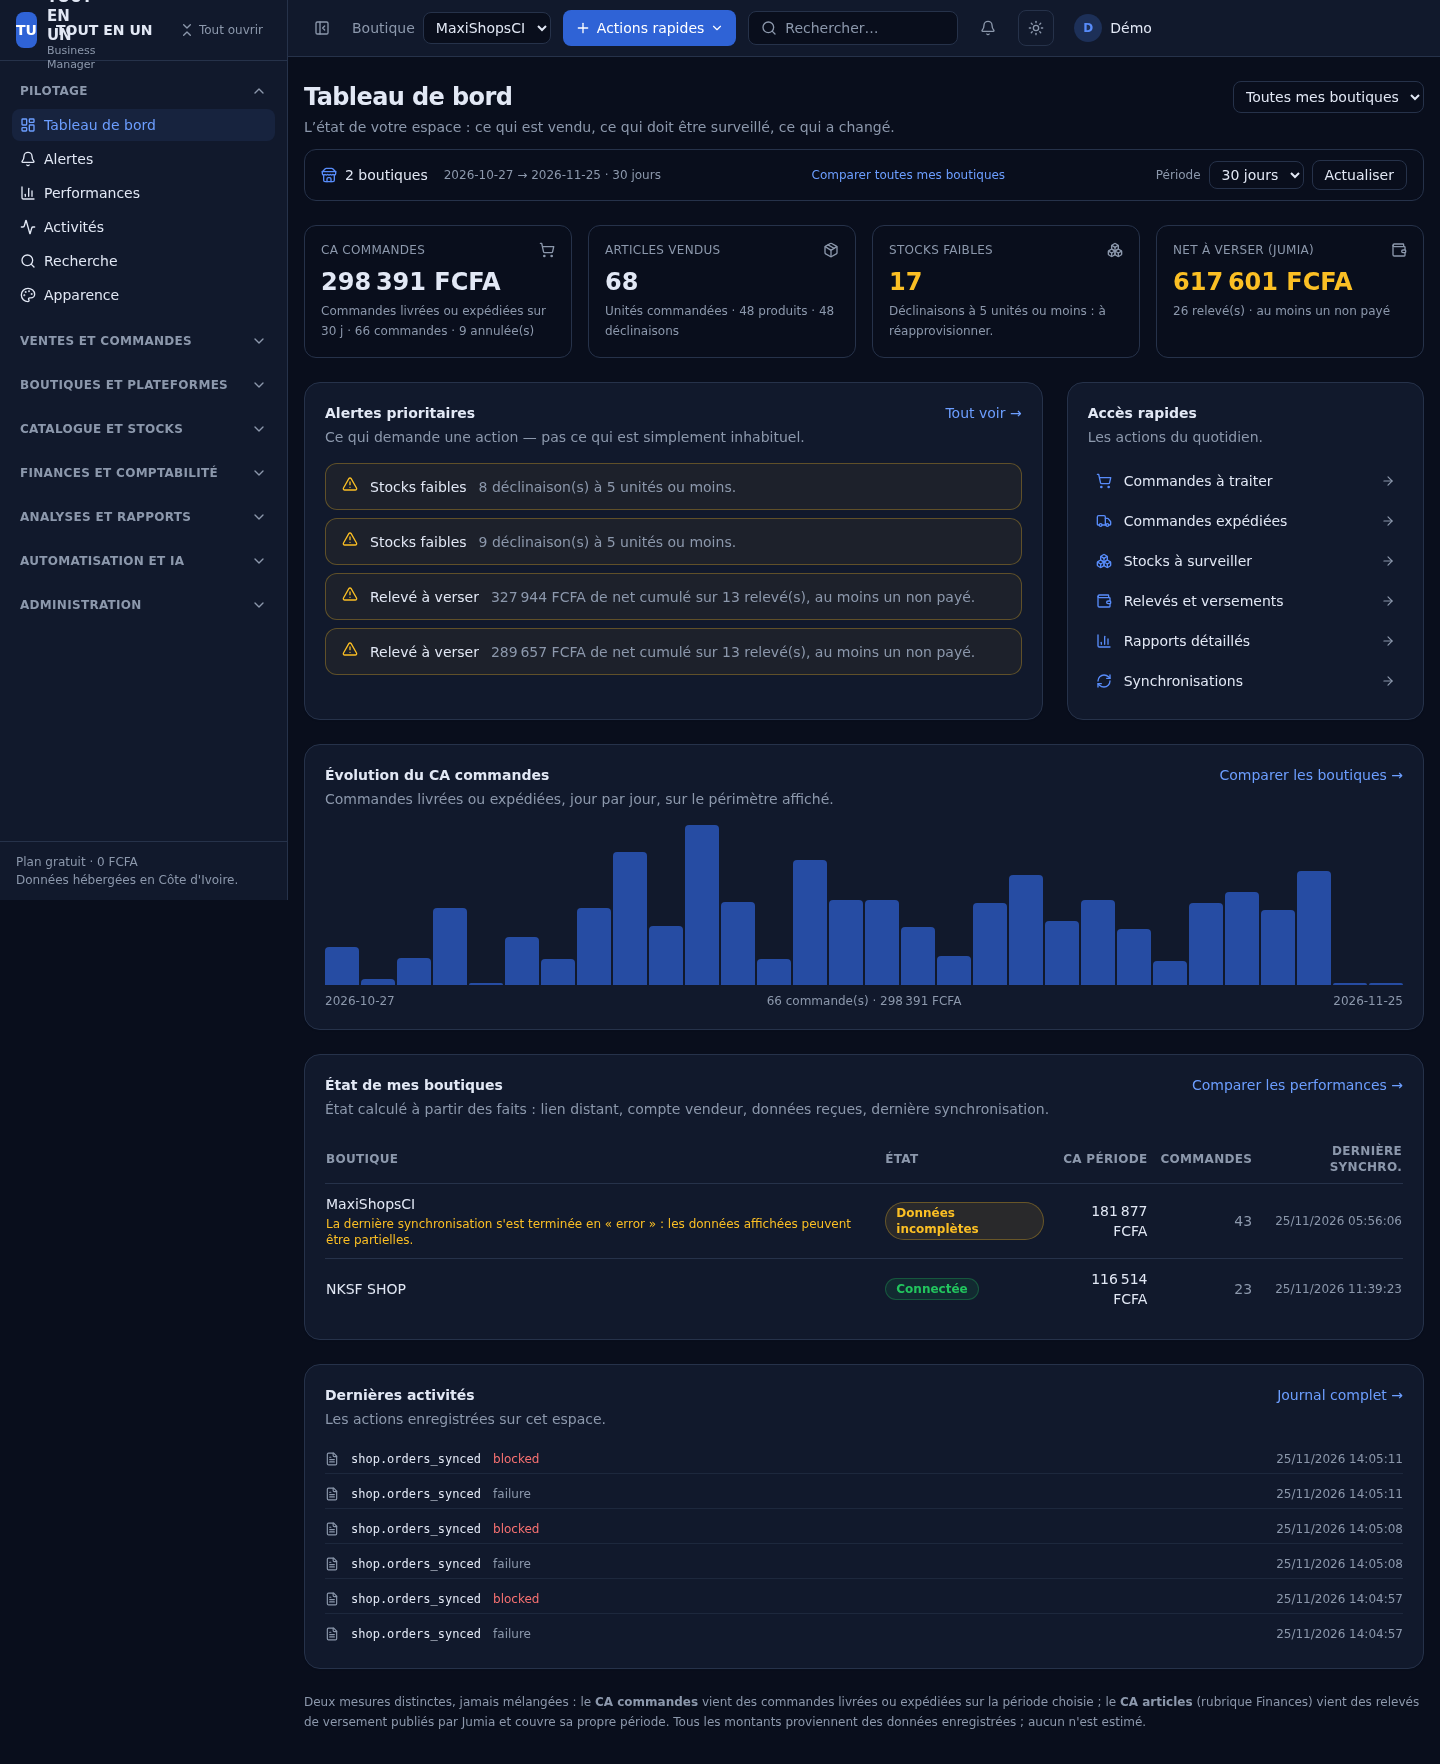 TU
TOUT
EN
UN
TOUT EN UN
Business
Manager
Tout ouvrir
Boutique
MaxiShopsCI
Actions rapides
Rechercher…
D
Démo
PILOTAGE
Tableau de bord
Alertes
Performances
Activités
Recherche
Apparence
VENTES ET COMMANDES
BOUTIQUES ET PLATEFORMES
CATALOGUE ET STOCKS
FINANCES ET COMPTABILITÉ
ANALYSES ET RAPPORTS
AUTOMATISATION ET IA
ADMINISTRATION
Plan gratuit · 0 FCFA
Données hébergées en Côte d'Ivoire.
Tableau de bord
Toutes mes boutiques
L’état de votre espace : ce qui est vendu, ce qui doit être surveillé, ce qui a changé.
2 boutiques
2026-10-27 → 2026-11-25 · 30 jours
Comparer toutes mes boutiques
Période
30 jours
Actualiser
CA COMMANDES
298 391 FCFA
Commandes livrées ou expédiées sur
30 j · 66 commandes · 9 annulée(s)
ARTICLES VENDUS
68
Unités commandées · 48 produits · 48
déclinaisons
STOCKS FAIBLES
17
Déclinaisons à 5 unités ou moins : à
réapprovisionner.
NET À VERSER (JUMIA)
617 601 FCFA
26 relevé(s) · au moins un non payé
Alertes prioritaires
Tout voir →
Ce qui demande une action — pas ce qui est simplement inhabituel.
Stocks faibles 8 déclinaison(s) à 5 unités ou moins.
Stocks faibles 9 déclinaison(s) à 5 unités ou moins.
Relevé à verser 327 944 FCFA de net cumulé sur 13 relevé(s), au moins un non payé.
Relevé à verser 289 657 FCFA de net cumulé sur 13 relevé(s), au moins un non payé.
Accès rapides
Les actions du quotidien.
Commandes à traiter
Commandes expédiées
Stocks à surveiller
Relevés et versements
Rapports détaillés
Synchronisations
Évolution du CA commandes
Comparer les boutiques →
Commandes livrées ou expédiées, jour par jour, sur le périmètre affiché.
2026-10-27
66 commande(s) · 298 391 FCFA
2026-11-25
État de mes boutiques
Comparer les performances →
État calculé à partir des faits : lien distant, compte vendeur, données reçues, dernière synchronisation.
BOUTIQUE
ÉTAT
CA PÉRIODE
COMMANDES
DERNIÈRE
SYNCHRO.
MaxiShopsCI
La dernière synchronisation s'est terminée en « error » : les données affichées peuvent
être partielles.
Données
incomplètes
181 877
FCFA
43
25/11/2026 05:56:06
NKSF SHOP
Connectée
116 514
FCFA
23
25/11/2026 11:39:23
Dernières activités
Journal complet →
Les actions enregistrées sur cet espace.
shop.orders_synced blocked 25/11/2026 14:05:11
shop.orders_synced failure 25/11/2026 14:05:11
shop.orders_synced blocked 25/11/2026 14:05:08
shop.orders_synced failure 25/11/2026 14:05:08
shop.orders_synced blocked 25/11/2026 14:04:57
shop.orders_synced failure 25/11/2026 14:04:57
Deux mesures distinctes, jamais mélangées : le CA commandes vient des commandes livrées ou expédiées sur la période choisie ; le CA articles (rubrique Finances) vient des relevés
de versement publiés par Jumia et couvre sa propre période. Tous les montants proviennent des données enregistrées ; aucun n'est estimé.